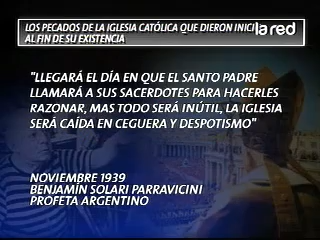 LOS PECADOS DE LA IGLESIA CATÓLICA QUE DIERON INICI
la red
AL FIN DE SU EXISTENCIA
"LLEGARÁ EL DÍA EN QUE EL SANTO PADRE
LLAMARÁ A SUS SACERDOTES PARA HACERLES
RAZONAR, MAS TODO SERÁ INÚTIL, LA IGLESIA
SERÁ CAÍDA EN CEGUERA Y DESPOTISMO"
NOVIEMBRE 1939
BENJAMÍN SOLARI PARRAVICINI
PROFETA ARGENTINO